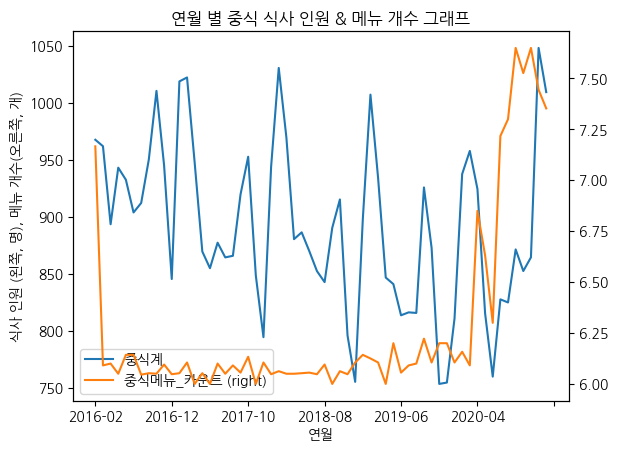 연월 별 중식 식사 인원 & 메뉴 개수 그래프
식사 인원 (왼쪽, 명), 메뉴 개수(오른쪽, 개)
1050
1000
950
900
850
800
750
7.50
7.25
7.00
6.75
6.50
6.25
6.00
중식계
중식메뉴_카운트 (right)
2016-02 2016-12 2017-10 2018-08 2019-06 2020-04
연월